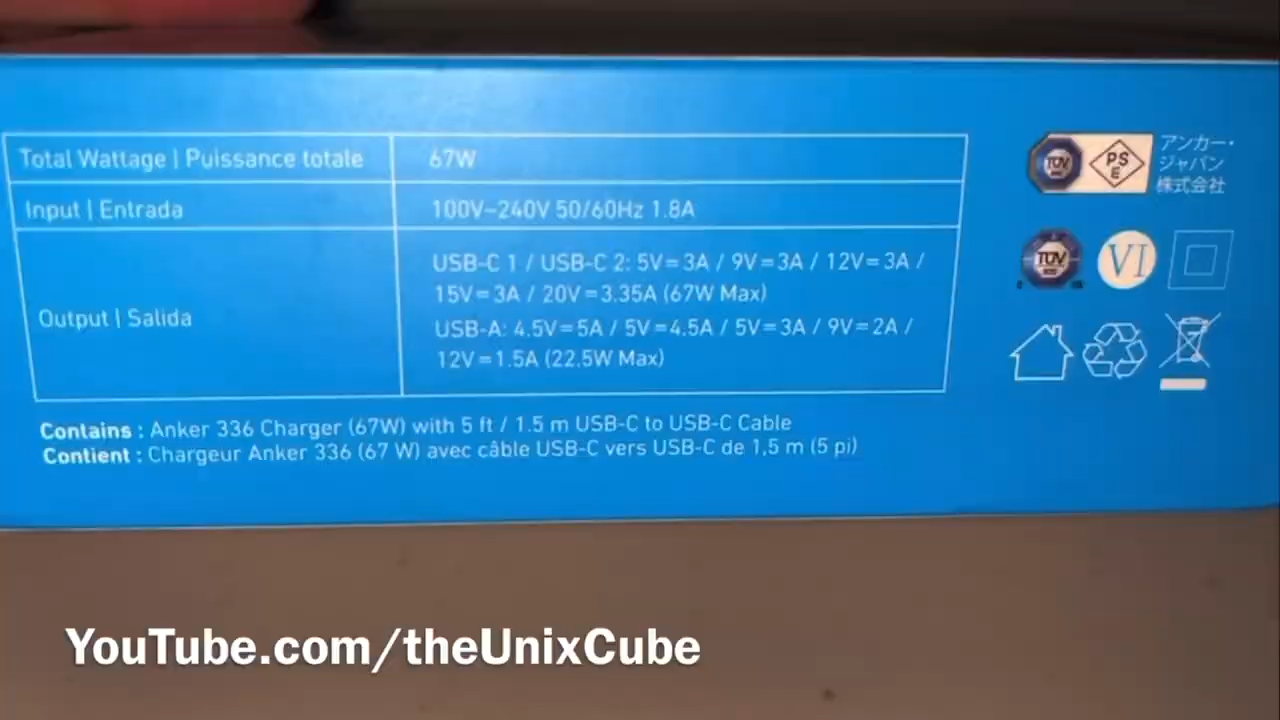 Total Wattage | Puissance totale
67W
Input | Entrada
100V~240V 50/60Hz 1.8A
Output | Salida
USB-C 1 / USB-C 2: 5V=3A / 9V=3A / 12V=3A /
15V=3A / 20V=3.35A (67W Max)
USB-A: 4.5V=5A / 5V=4.5A / 5V=3A / 9V=2A /
12V=1.5A (22.5W Max)
Contains : Anker 336 Charger (67W) with 5 ft / 1.5 m USB-C to USB-C Cable
Contient : Chargeur Anker 336 (67 W) avec câble USB-C vers USB-C de 1,5 m (5 pi)
TÜV
PS
E
アンカー・
ジャパン
株式会社
TÜV
VI
YouTube.com/theUnixCube